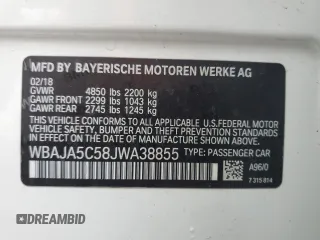 MFD BY BAYERISCHE MOTOREN WERKE AG
02/18
GVWR 4850 lbs 2200 kg
GAWR FRONT 2299 lbs 1043 kg
GAWR REAR 2745 lbs 1245 kg
THIS VEHICLE CONFORMS TO ALL APPLICABLE
U.S.FEDERAL MOTOR
VEHICLE SAFETY, BUMPER AND THEFT PREVENTION
STANDARDS IN EFFECT ON THE DATE OF
MANUFACTURE SHOWN ABOVE.
WBAJA5C58JWA38855 TYPE: PASSENGER CAR
A96/0
7 315 814
DEALER